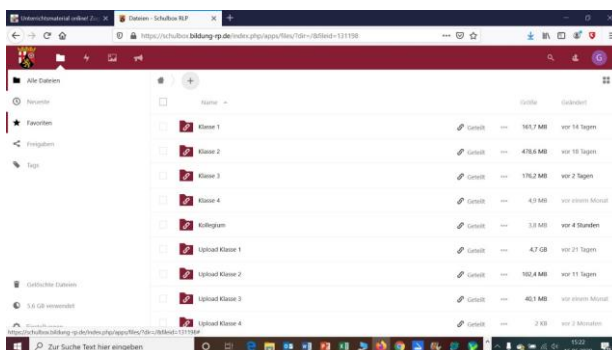 Unterrichtsmaterial online!
Dateien - Schulbox RLP
https://schulbox.bildung-rp.de/index.php/apps/files/?dir=/&fileid=131198
G
Alle Dateien
Neueste
Name
Größe
Geändert
Favoriten
Klasse 1 Geteilt 161,7 MB vor 14 Tagen
Freigaben
Klasse 2 Geteilt 478,6 MB vor 18 Tagen
Tags
Klasse 3 Geteilt 176,2 MB vor 2 Tagen
Klasse 4 Geteilt 4,9 MB vor einem Monat
Kollegium Geteilt 3,8 MB vor 4 Stunden
Upload Klasse 1 Geteilt 4,7 GB vor 21 Tagen
Upload Klasse 2 Geteilt 102,4 MB vor 11 Tagen
Gelöschte Dateien
Upload Klasse 3 Geteilt 40,1 MB vor einem Monat
5,6 GB verwendet
Upload Klasse 4 Geteilt 2 KB vor 2 Monaten
https://schulbox.bildung-rp.de/index.php/apps/files/?dir=/&fileid=131198#
Zur Suche Text hier eingeben
15:22